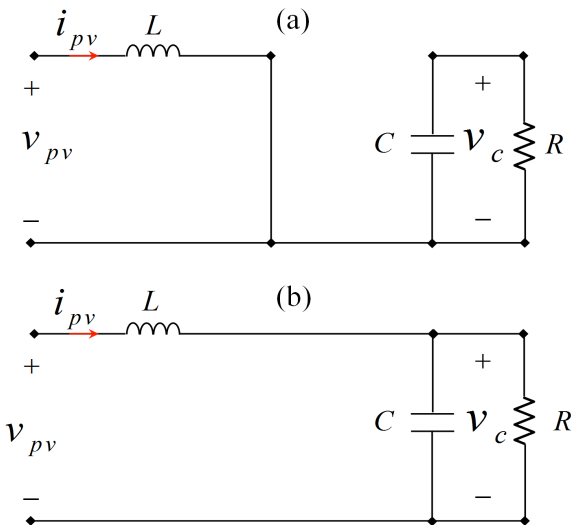 (a)
i_pv L
+ +
v_pv C v_c R
− −
(b)
i_pv L
+ +
v_pv C v_c R
− −